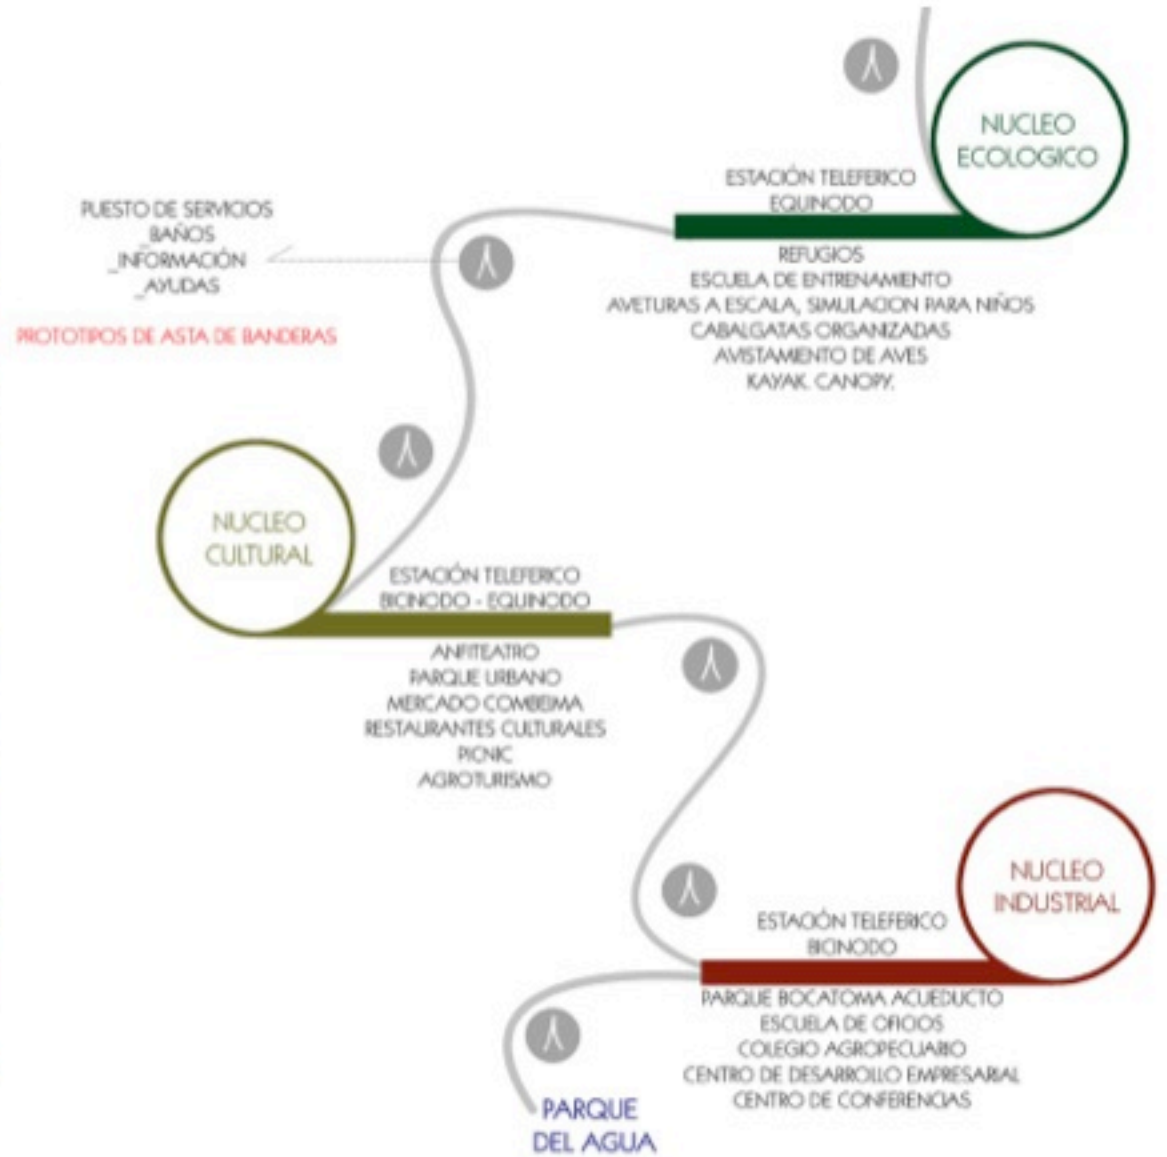 NUCLEO
ECOLOGICO
ESTACIÓN TELEFERICO
EQUINODO
REFUGIOS
ESCUELA DE ENTRENAMIENTO
AVETURAS A ESCALA, SIMULACION PARA NIÑOS
CABALGATAS ORGANIZADAS
AVISTAMIENTO DE AVES
KAYAK. CANOPY.
PUESTO DE SERVICIOS
_BAÑOS
_INFORMACIÓN
_AYUDAS
PROTOTIPOS DE ASTA DE BANDERAS
NUCLEO
CULTURAL
ESTACIÓN TELEFERICO
BICINODO - EQUINODO
ANFITEATRO
PARQUE URBANO
MERCADO COMBEIMA
RESTAURANTES CULTURALES
PICNIC
AGROTURISMO
NUCLEO
INDUSTRIAL
ESTACIÓN TELEFERICO
BICINODO
PARQUE BOCATOMA ACUEDUCTO
ESCUELA DE OFICIOS
COLEGIO AGROPECUARIO
CENTRO DE DESARROLLO EMPRESARIAL
CENTRO DE CONFERENCIAS
PARQUE
DEL AGUA